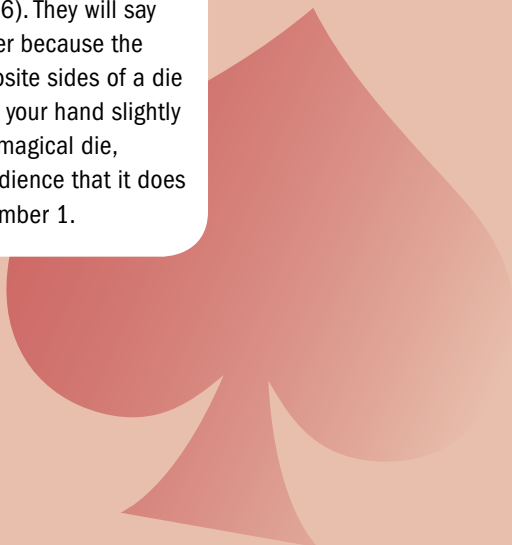 6). They will say
er because the
osite sides of a die
your hand slightly
magical die,
dience that it does
mber 1.